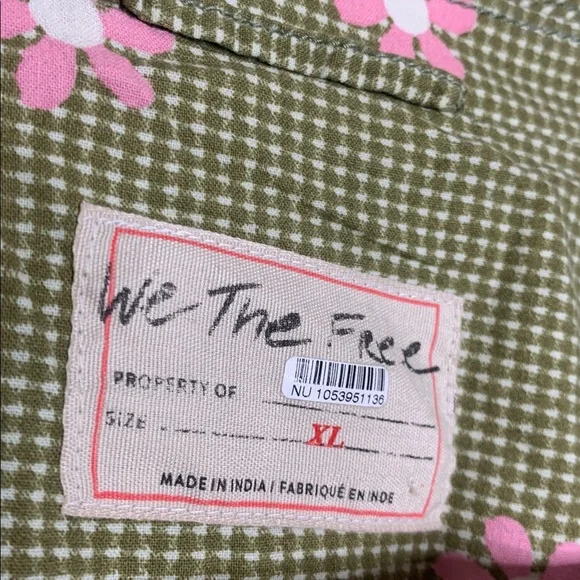 We The Free
PROPERTY OF
NU 1053951136
SIZE XL
MADE IN INDIA / FABRIQUÉ EN INDE